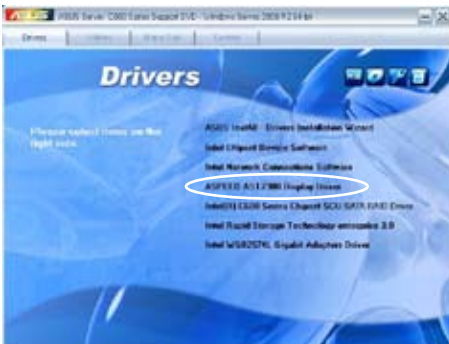 ASUS Server C600 Series Support DVD - Windows Server 2008 R2 64 bit
Drivers
Drivers
Please select items on the
right side.
ASUS InstAll - Drivers Installation Wizard
Intel Chipset Device Software
Intel Network Connections Software
ASPEED AST2300 Display Driver
Intel(R) C600 Series Chipset SCU SATA RAID Driver
Intel Rapid Storage Technology enterprise 3.0
Intel WG82574L Gigabit Adapters Driver